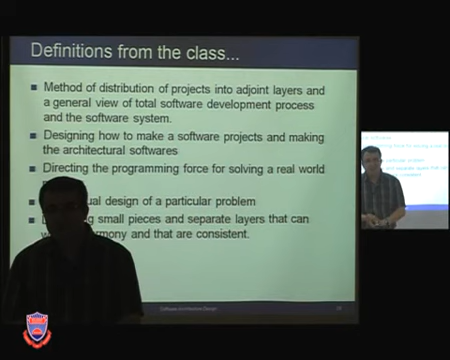 Definitions from the class...
Method of distribution of projects into adjoint layers and
a general view of total software development process
and the software system.
Designing how to make a software projects and making
the architectural softwares
Directing the programming force for solving a real world
design of a particular problem
small pieces and separate layers that can
and that are consistent.
Software Architecture Design